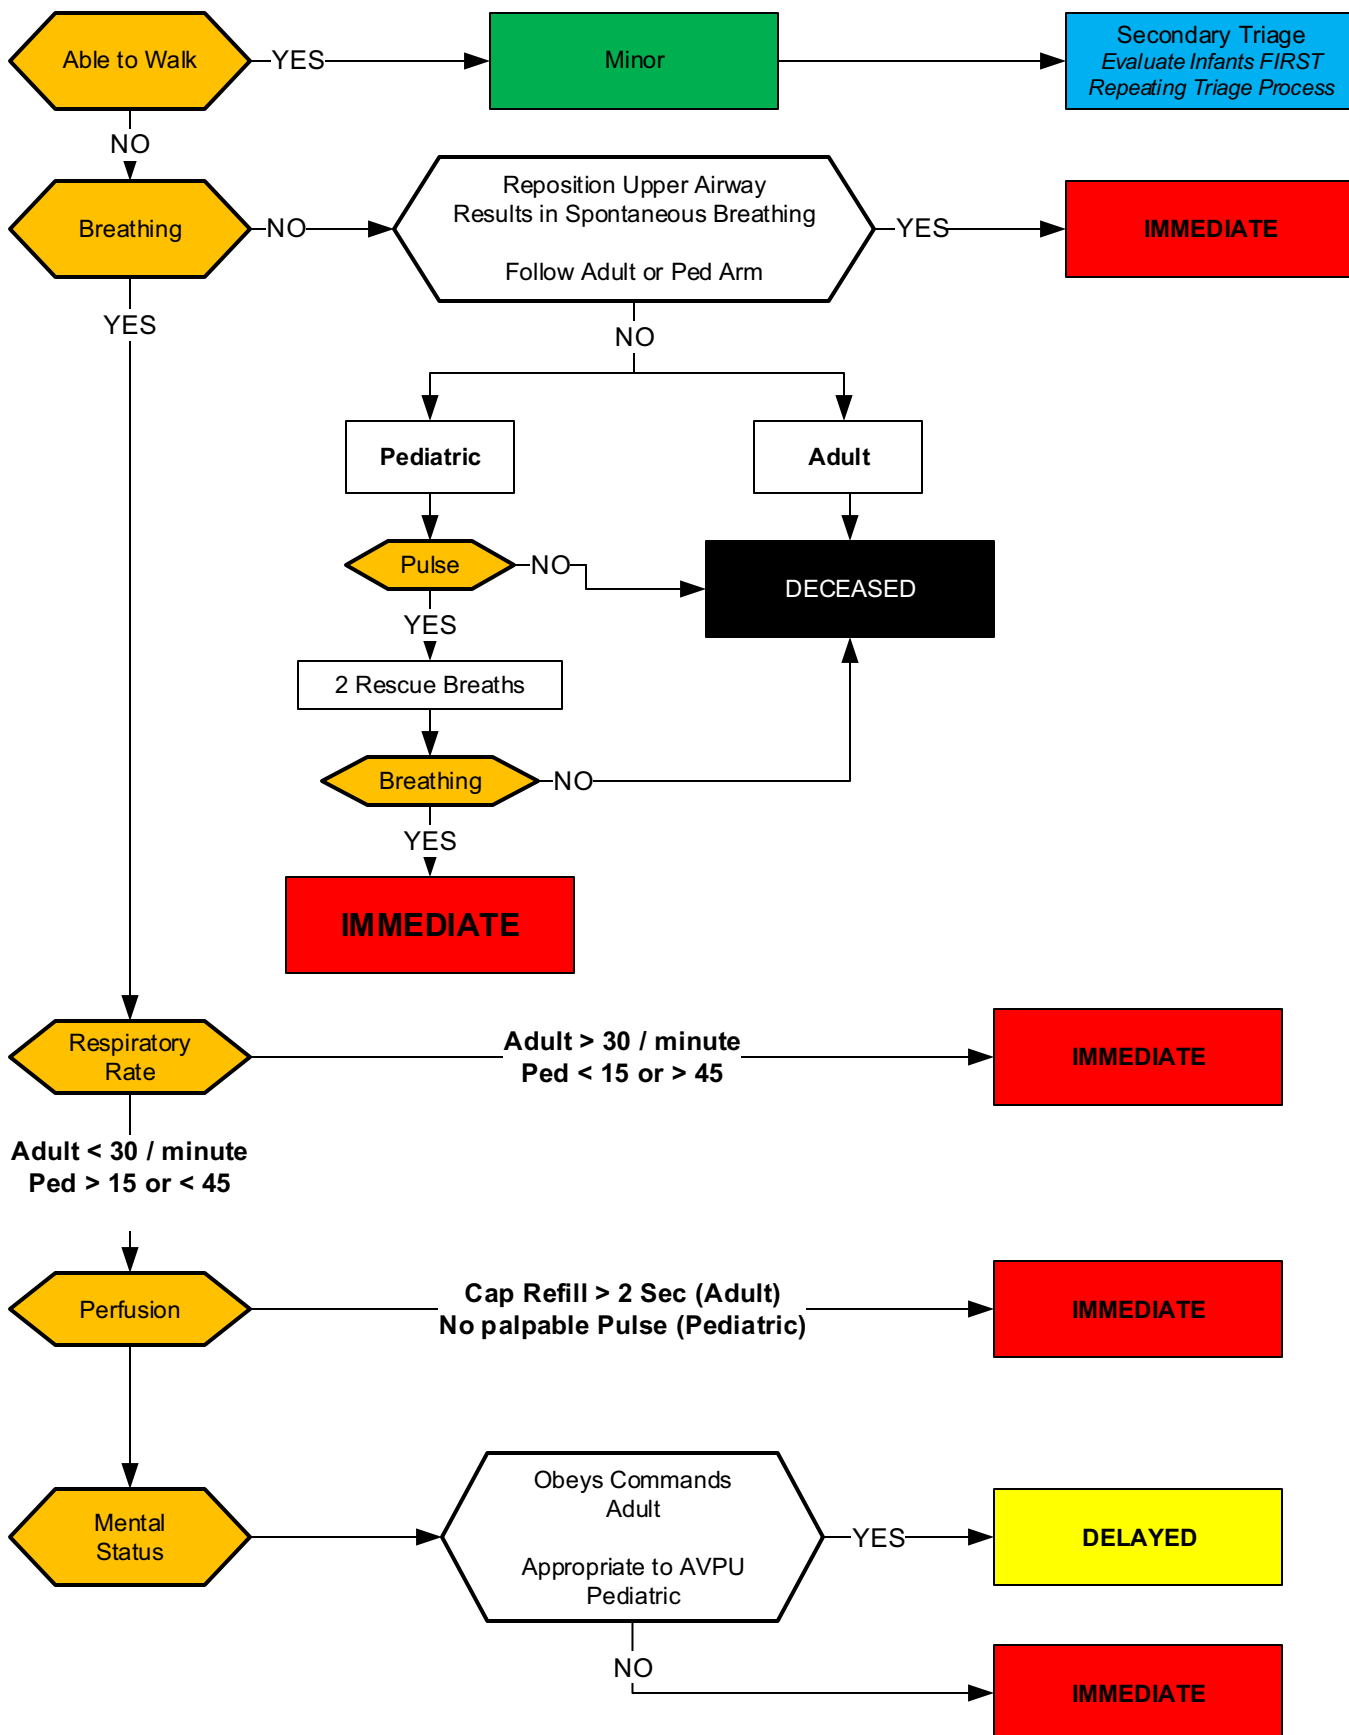 Able to Walk
YES
Minor
Secondary Triage
Evaluate Infants FIRST
Repeating Triage Process
NO
Breathing
NO
Reposition Upper Airway
Results in Spontaneous Breathing
Follow Adult or Ped Arm
YES
IMMEDIATE
YES
NO
Pediatric
Adult
Pulse
NO
DECEASED
YES
2 Rescue Breaths
Breathing
NO
YES
IMMEDIATE
Respiratory
Rate
Adult > 30 / minute
Ped < 15 or > 45
IMMEDIATE
Adult < 30 / minute
Ped > 15 or < 45
Perfusion
Cap Refill > 2 Sec (Adult)
No palpable Pulse (Pediatric)
IMMEDIATE
Mental
Status
Obeys Commands
Adult
Appropriate to AVPU
Pediatric
YES
DELAYED
NO
IMMEDIATE